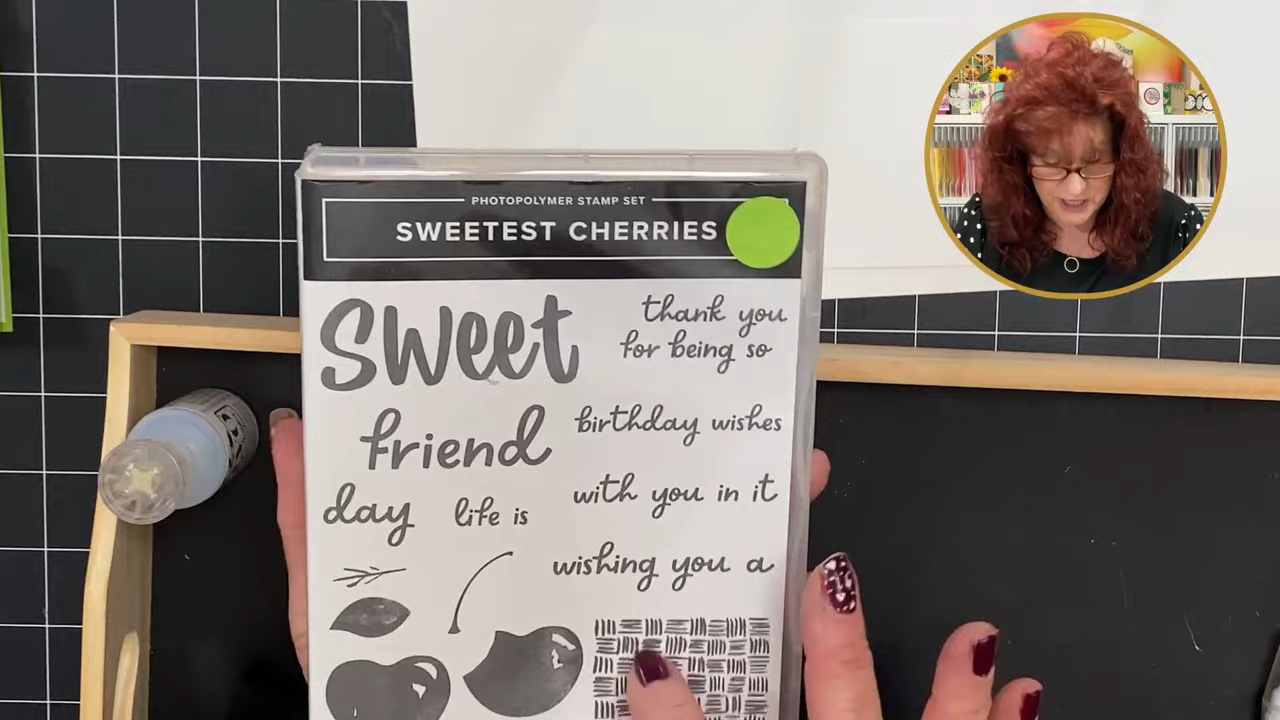 PHOTOPOLYMER STAMP SET
SWEETEST CHERRIES
sweet
thank you
for being so
friend
birthday wishes
day
life is
with you in it
wishing you a